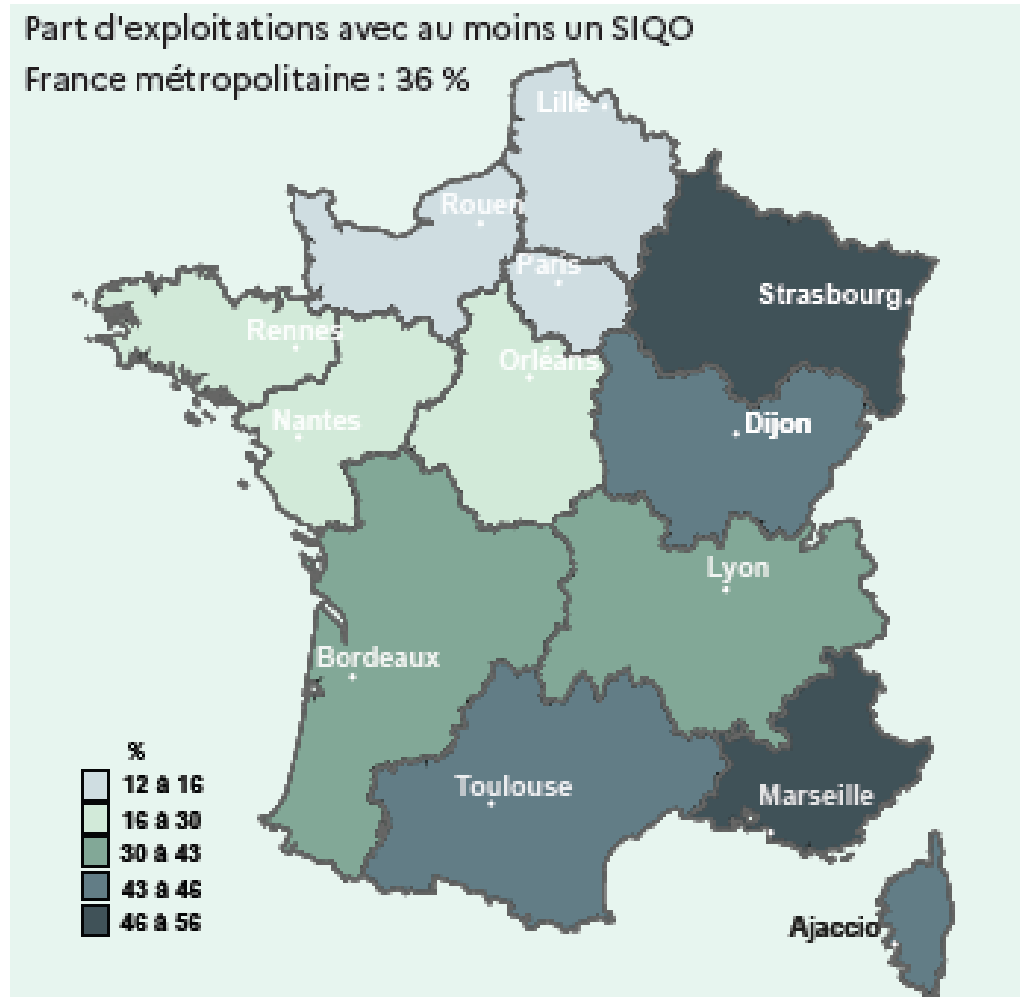 Part d'exploitations avec au moins un SIQO
France métropolitaine : 36 %
Lille
Rouen
Paris
Strasbourg
Rennes
Orléans
Nantes
Dijon
Lyon
Bordeaux
Toulouse
Marseille
Ajaccio
%
12 à 16
16 à 30
30 à 43
43 à 46
46 à 56